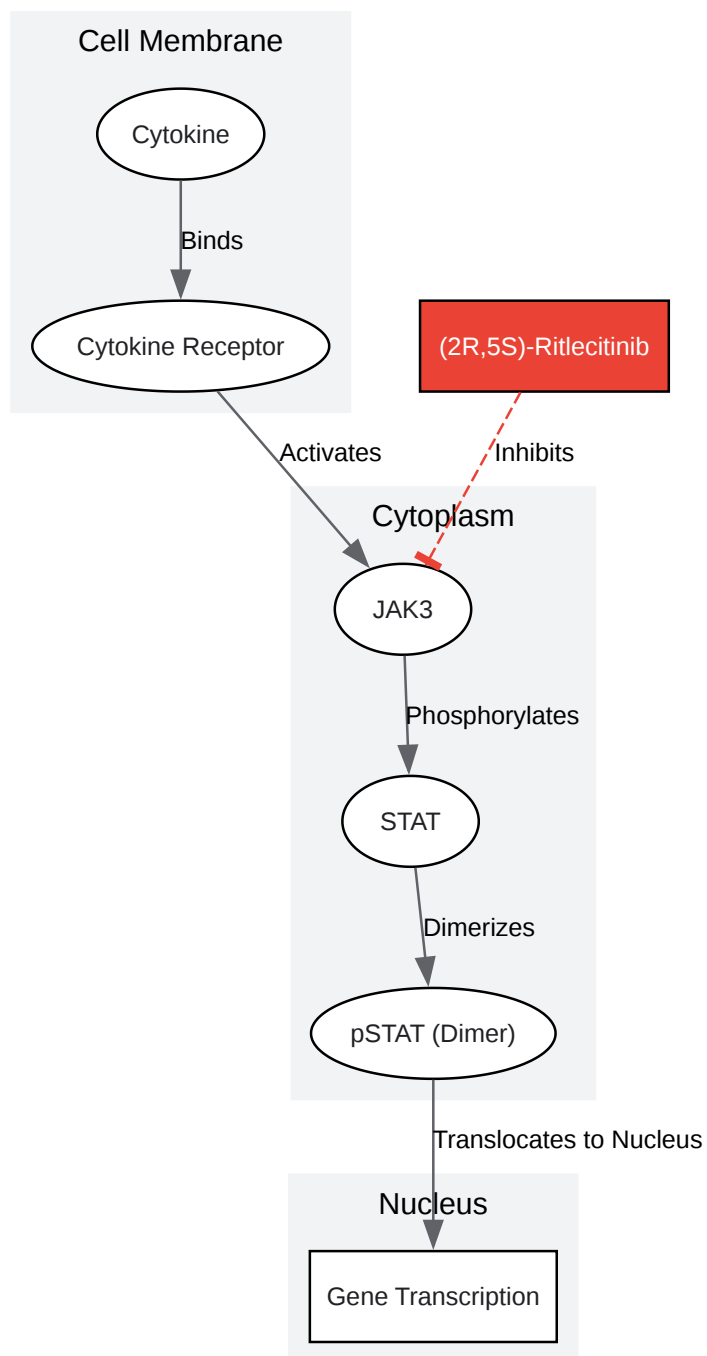 Cell Membrane
Cytokine
Binds
Cytokine Receptor
(2R,5S)-Ritlecitinib
Activates
Inhibits
Cytoplasm
JAK3
Phosphorylates
STAT
Dimerizes
pSTAT (Dimer)
Translocates to Nucleus
Nucleus
Gene Transcription